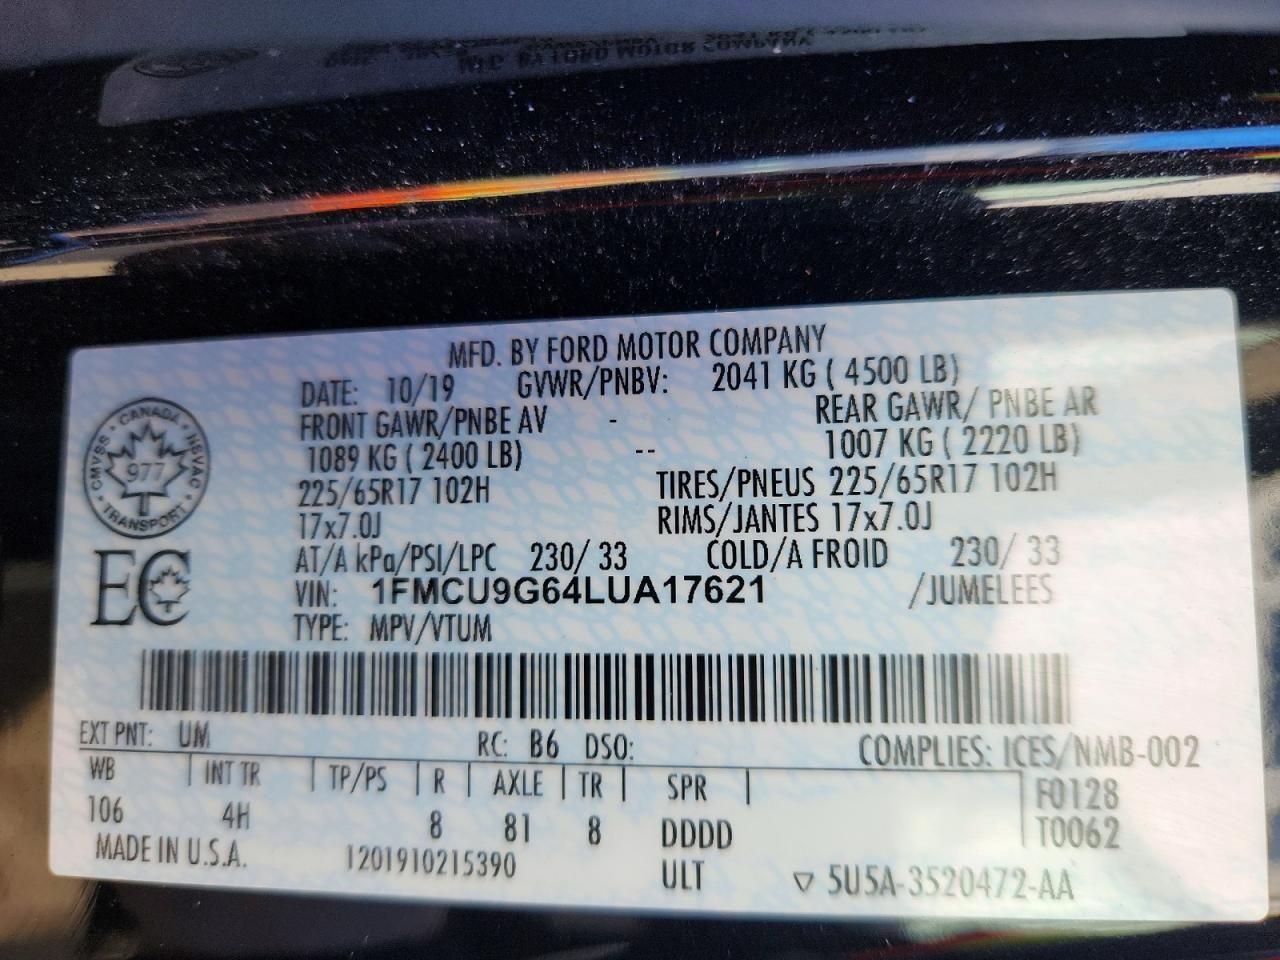 MFD. BY FORD MOTOR COMPANY
DATE: 10/19 GVWR/PNBV: 2041 KG ( 4500 LB)
FRONT GAWR/PNBE AV - REAR GAWR/ PNBE AR
1089 KG ( 2400 LB) -- 1007 KG ( 2220 LB)
225/65R17 102H TIRES/PNEUS 225/65R17 102H
17x7.0J RIMS/JANTES 17x7.0J
AT/A kPa/PSI/LPC 230/ 33 COLD/A FROID 230/ 33
VIN: 1FMCU9G64LUA17621 /JUMELEES
TYPE: MPV/VTUM
CANADA NSVAC TRANSPORT CMVSS
977
EC
EXT PNT: UM RC: B6 DSO: COMPLIES: ICES/NMB-002
WB | INT TR | TP/PS | R | AXLE | TR | SPR | F0128
106 4H 8 81 8 DDDD T0062
MADE IN U.S.A. 1201910215390 ULT ▽ 5U5A-3520472-AA